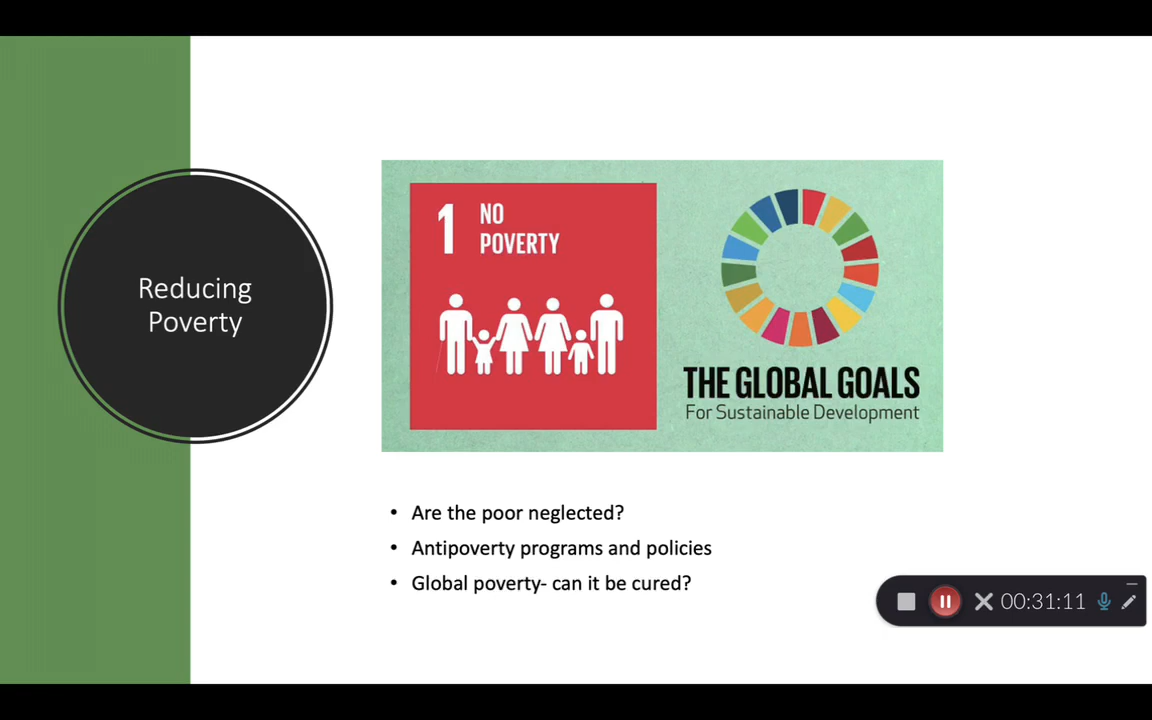 Reducing
Poverty
1 NO
POVERTY
THE GLOBAL GOALS
For Sustainable Development
• Are the poor neglected?
• Antipoverty programs and policies
• Global poverty- can it be cured?
00:31:11